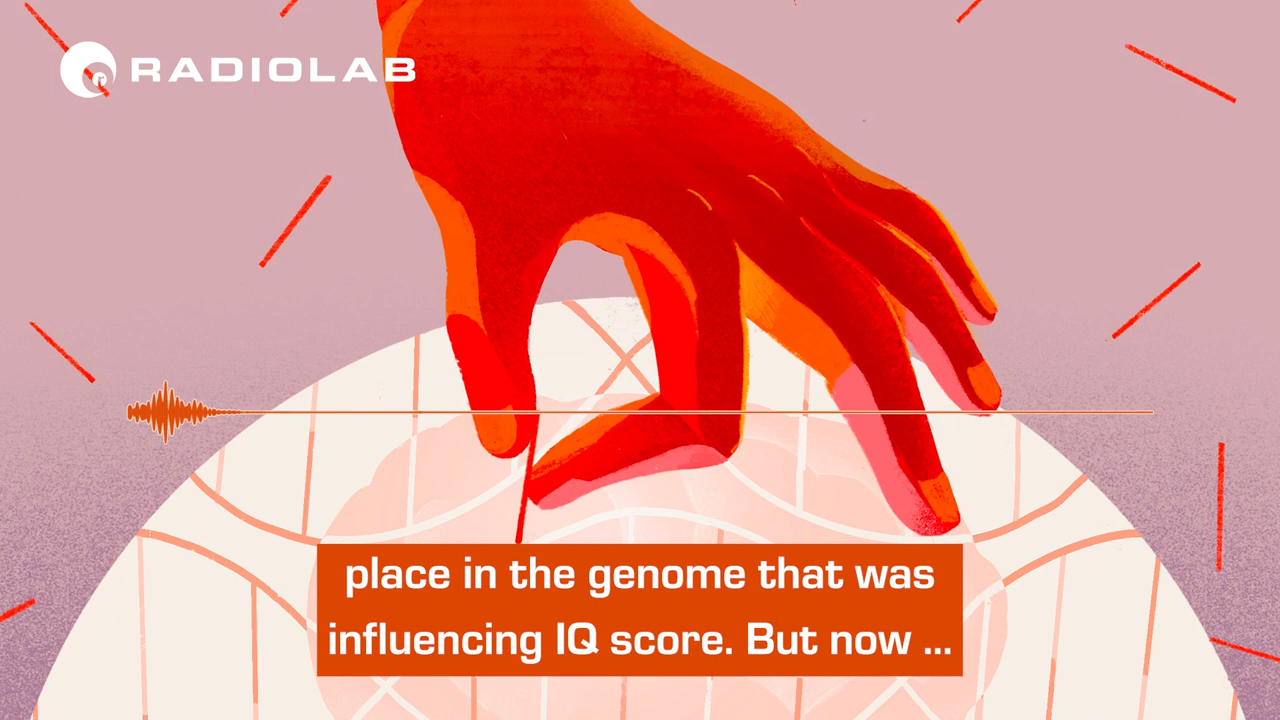 RADIOLAB
place in the genome that was
influencing IQ score. But now ...